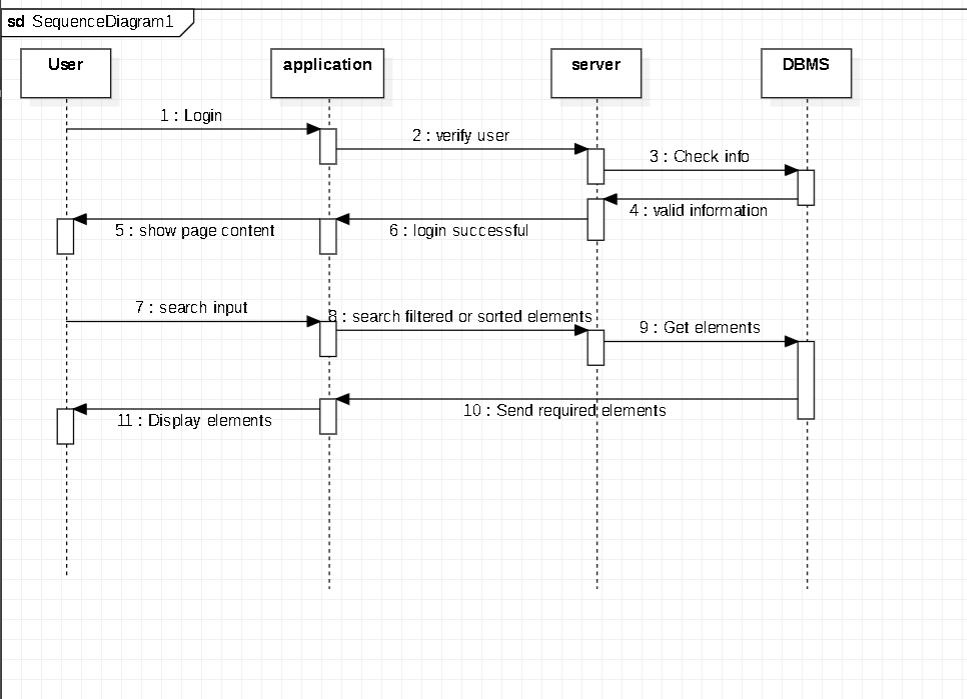 sd SequenceDiagram1
User
application
server
DBMS
1 : Login
2 : verify user
3 : Check info
4 : valid information
5 : show page content
6 : login successful
7 : search input
8 : search filtered or sorted elements
9 : Get elements
10 : Send required elements
11 : Display elements